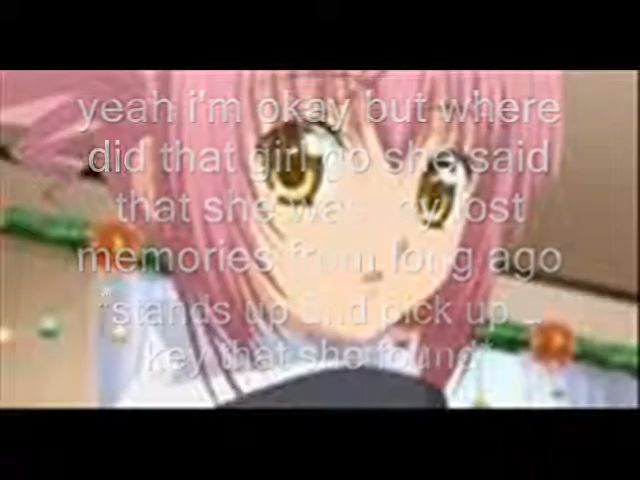 yeah i'm okay but where
did that girl go she said
that she was my lost
memories from long ago
*stands up and pick up a
key that she found*